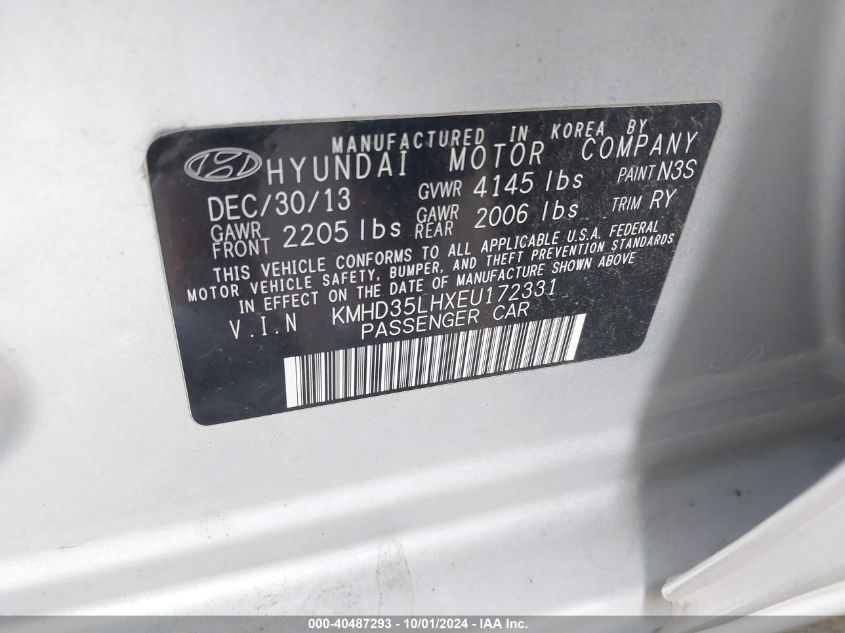 MANUFACTURED IN KOREA BY
HYUNDAI MOTOR COMPANY
DEC/30/13 GVWR 4145 lbs PAINT N3S
GAWR FRONT 2205 lbs GAWR REAR 2006 lbs TRIM RY
THIS VEHICLE CONFORMS TO ALL APPLICABLE U.S.A. FEDERAL
MOTOR VEHICLE SAFETY, BUMPER, AND THEFT PREVENTION STANDARDS
IN EFFECT ON THE DATE OF MANUFACTURE SHOWN ABOVE
V.I.N KMHD35LHXEU172331
PASSENGER CAR
000-40487293 - 10/01/2024 - IAA Inc.